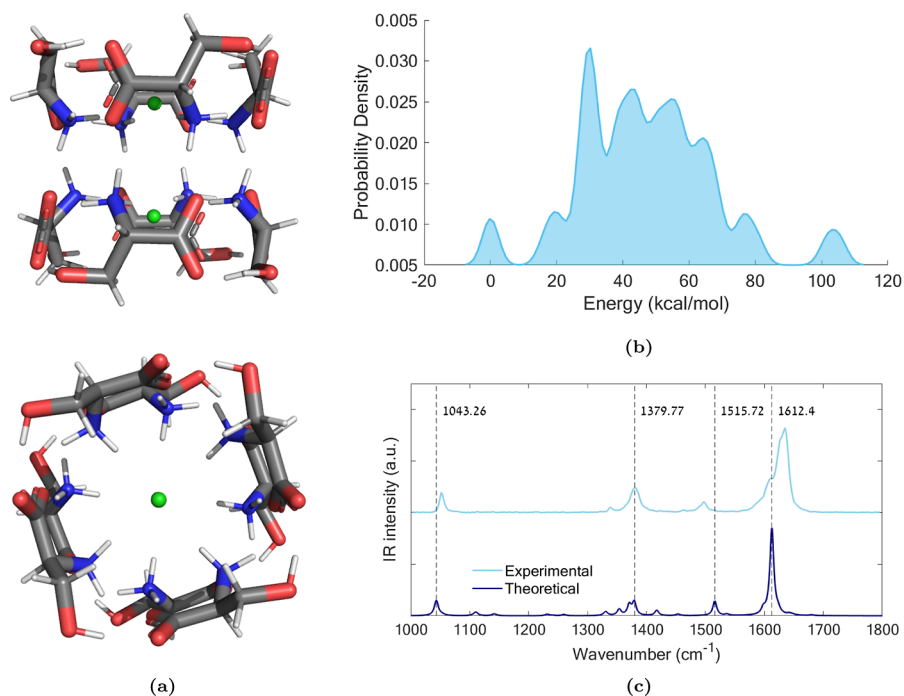 0.005
0.030
0.025
0.020
0.015
0.010
0.005
Probability Density
-20 0 20 40 60 80 100 120
Energy (kcal/mol)
(b)
1043.26 1379.77 1515.72 1612.4
IR intensity (a.u.)
Experimental
Theoretical
1000 1100 1200 1300 1400 1500 1600 1700 1800
Wavenumber (cm⁻¹)
(a) (c)